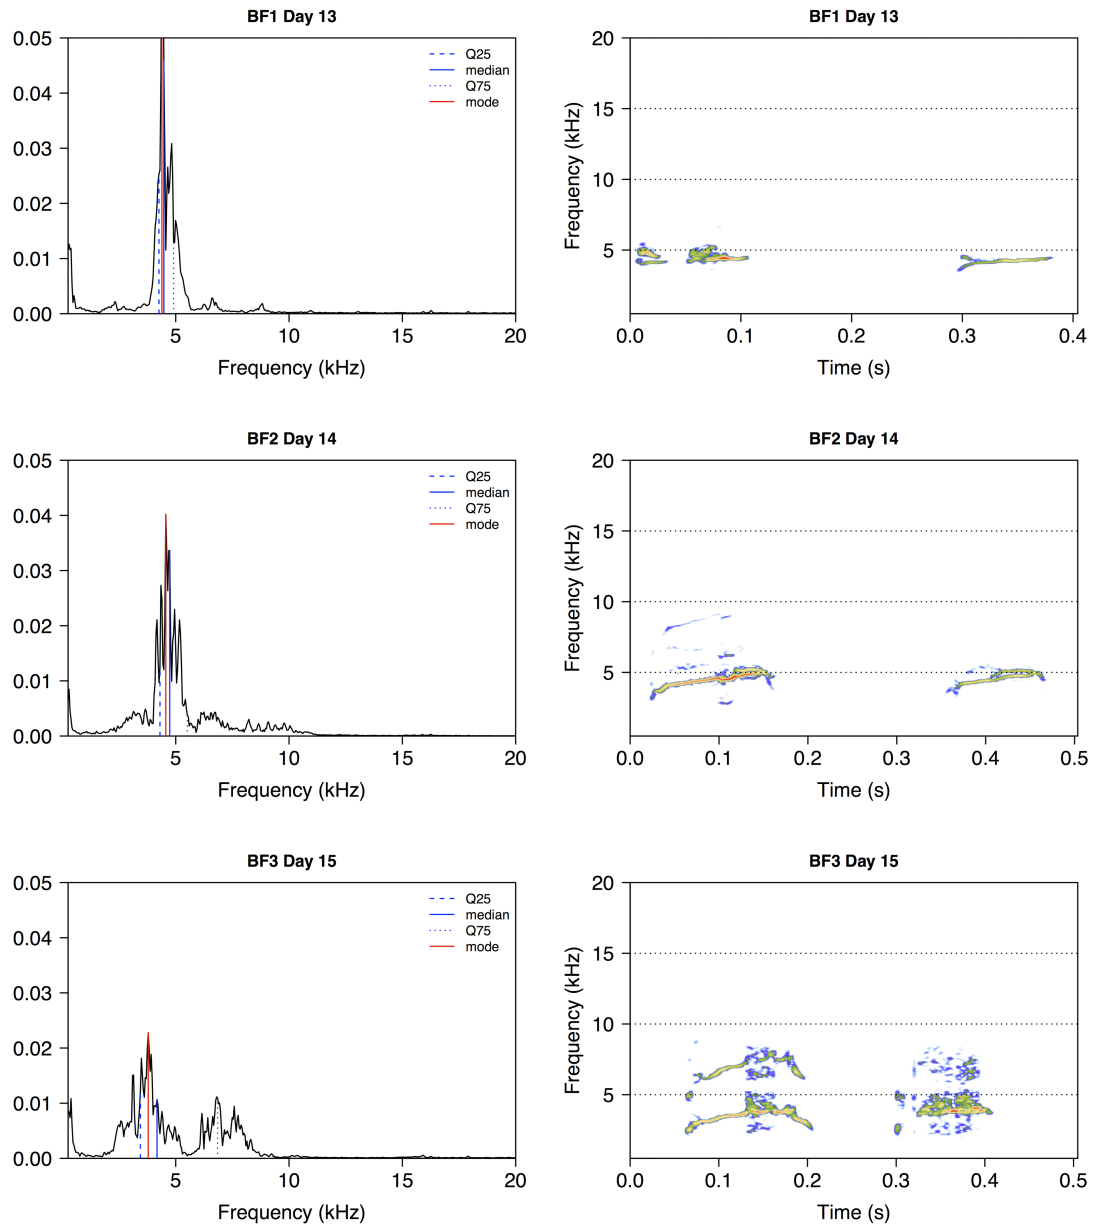 BF1 Day 13
0.05
0.04
0.03
0.02
0.01
0.00
Q25
median
Q75
mode
5
10
15
20
Frequency (kHz)
BF1 Day 13
20
15
10
5
Frequency (kHz)
0.0
0.1
0.2
0.3
0.4
Time (s)
BF2 Day 14
0.05
0.04
0.03
0.02
0.01
0.00
Q25
median
Q75
mode
5
10
15
20
Frequency (kHz)
BF2 Day 14
20
15
10
5
Frequency (kHz)
0.0
0.1
0.2
0.3
0.4
0.5
Time (s)
BF3 Day 15
0.05
0.04
0.03
0.02
0.01
0.00
Q25
median
Q75
mode
5
10
15
20
Frequency (kHz)
BF3 Day 15
20
15
10
5
Frequency (kHz)
0.0
0.1
0.2
0.3
0.4
0.5
Time (s)